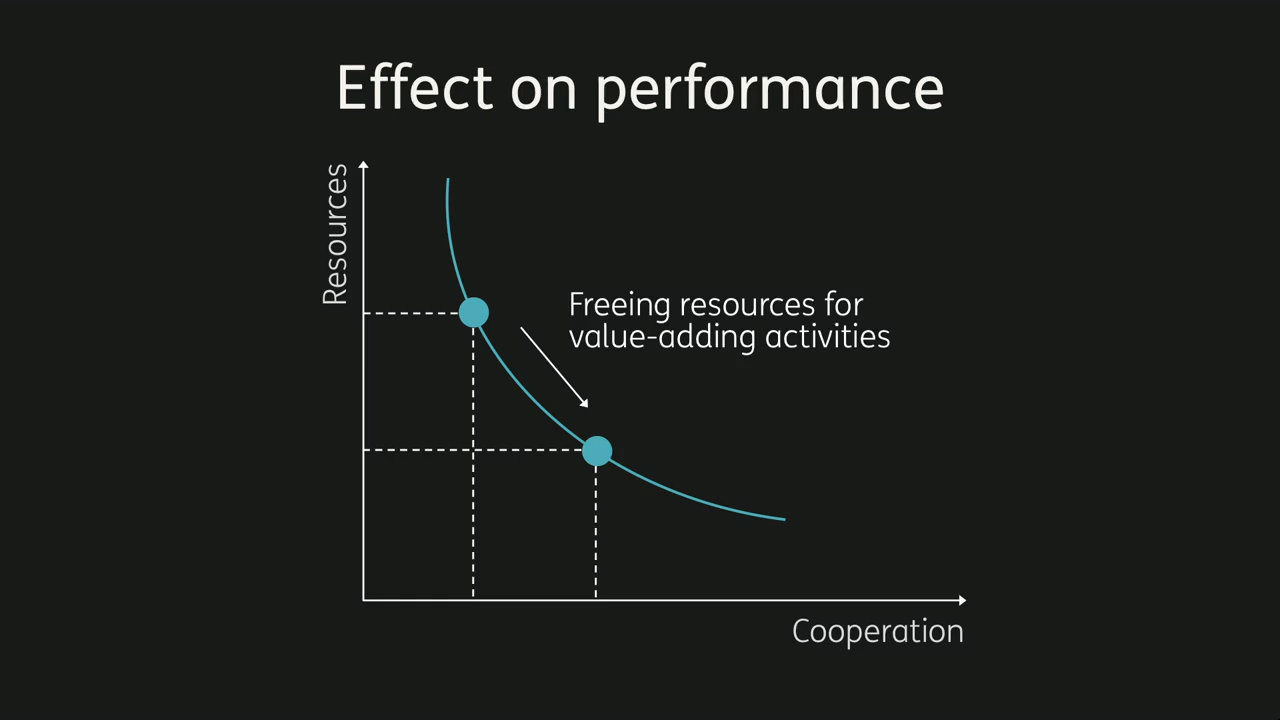 Effect on performance
Resources
Freeing resources for
value-adding activities
Cooperation